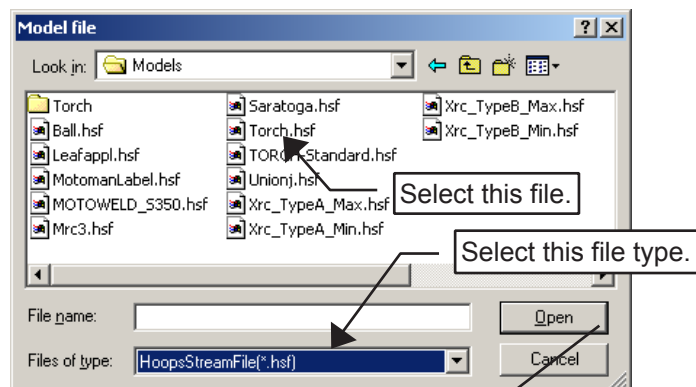 Model file
Look in: Models
Torch
Ball.hsf
Leafappl.hsf
MotomanLabel.hsf
MOTOWELD_S350.hsf
Mrc3.hsf
Saratoga.hsf
Torch.hsf
TORCH-Standard.hsf
Unionj.hsf
Xrc_TypeA_Max.hsf
Xrc_TypeA_Min.hsf
Xrc_TypeB_Max.hsf
Xrc_TypeB_Min.hsf
Select this file.
Select this file type.
File name:
Open
Files of type: HoopsStreamFile(*.hsf)
Cancel